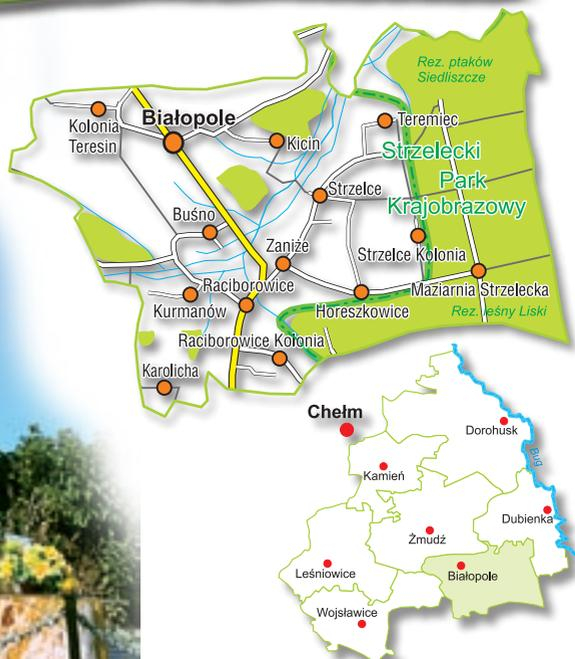 Rez. ptaków
Siedliszcze
Kolonia
Teresin
Białopole
Kicin
Teremiec
Strzelecki
Park
Krajobrazowy
Strzelce
Buśno
Zaniże
Strzelce Kolonia
Raciborowice
Maziarnia Strzelecka
Kurmanów
Horeszkowice
Rez. leśny Liski
Raciborowice Kolonia
Karolicha
Chełm
Dorohusk
Bug
Kamień
Dubienka
Żmudź
Leśniowice
Białopole
Wojsławice